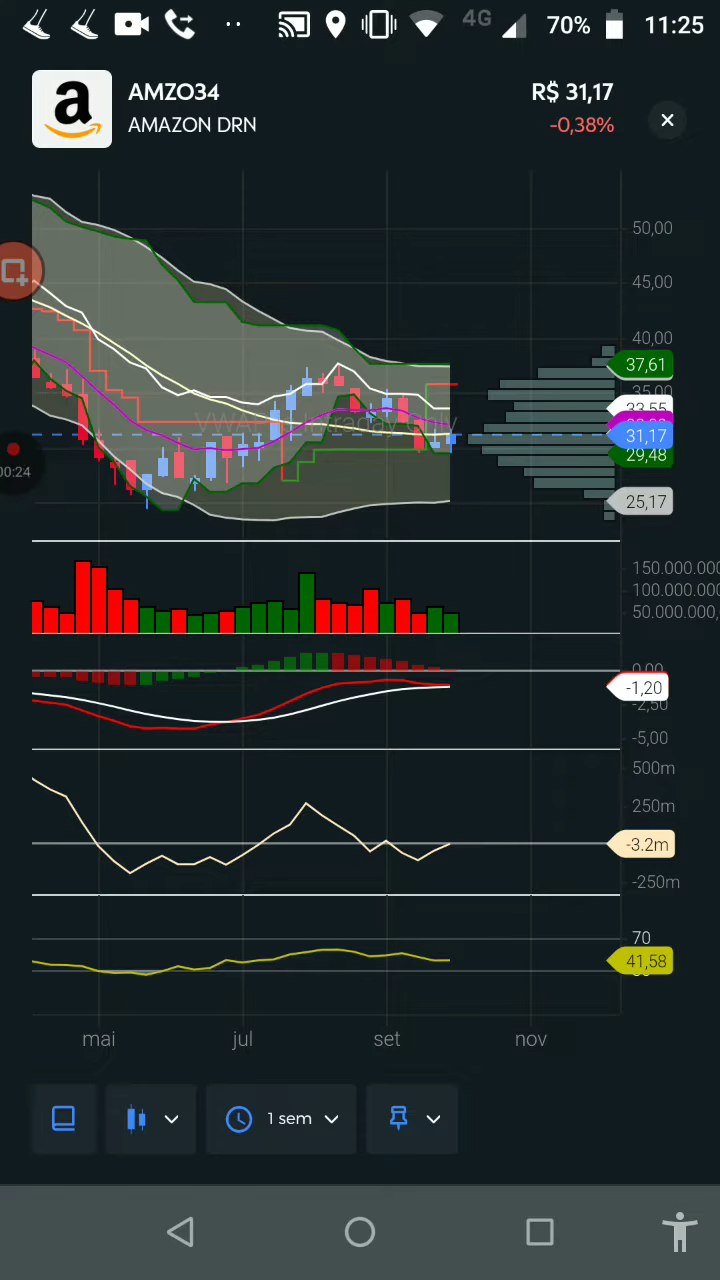 4G 70% 11:25
a
AMZO34
R$ 31,17
AMAZON DRN
-0,38%
50,00
45,00
40,00
37,61
35,00
33,55
31,17
29,48
25,17
00:24
150.000.000
100.000.000
50.000.000,
0,00
-1,20
-2,50
-5,00
500m
250m
-3.2m
-250m
70
41,58
mai jul set nov
1 sem